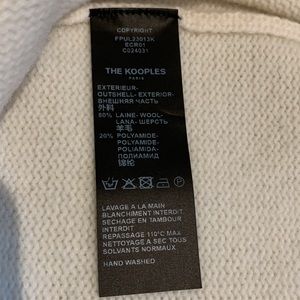 COPYRIGHT
FPUL23013K
ECR01
C024031
THE KOOPLES
PARIS
EXTERIEUR-
OUTSHELL- EXTERIOR-
ВНЕШНЯЯ ЧАСТЬ
外料
80% LAINE-WOOL-
LANA- ШЕРСТЬ
羊毛
20% POLYAMIDE-
POLYAMIDE-
POLIAMIDA-
ПОЛИАМИД
锦纶
LAVAGE A LA MAIN
BLANCHIMENT INTERDIT
SECHAGE EN TAMBOUR
INTERDIT
REPASSAGE 110°C MAX
NETTOYAGE A SEC TOUS
SOLVANTS NORMAUX
HAND WASHED